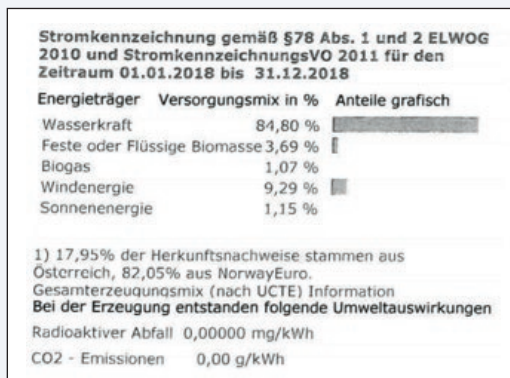 Stromkennzeichnung gemäß §78 Abs. 1 und 2 ELWOG
2010 und StromkennzeichnungsVO 2011 für den
Zeitraum 01.01.2018 bis 31.12.2018
Energieträger Versorgungsmix in % Anteile grafisch
Wasserkraft 84,80 %
Feste oder Flüssige Biomasse 3,69 %
Biogas 1,07 %
Windenergie 9,29 %
Sonnenenergie 1,15 %
1) 17,95% der Herkunftsnachweise stammen aus
Österreich, 82,05% aus NorwayEuro.
Gesamterzeugungsmix (nach UCTE) Information
Bei der Erzeugung entstanden folgende Umweltauswirkungen
Radioaktiver Abfall 0,00000 mg/kWh
CO2 - Emissionen 0,00 g/kWh